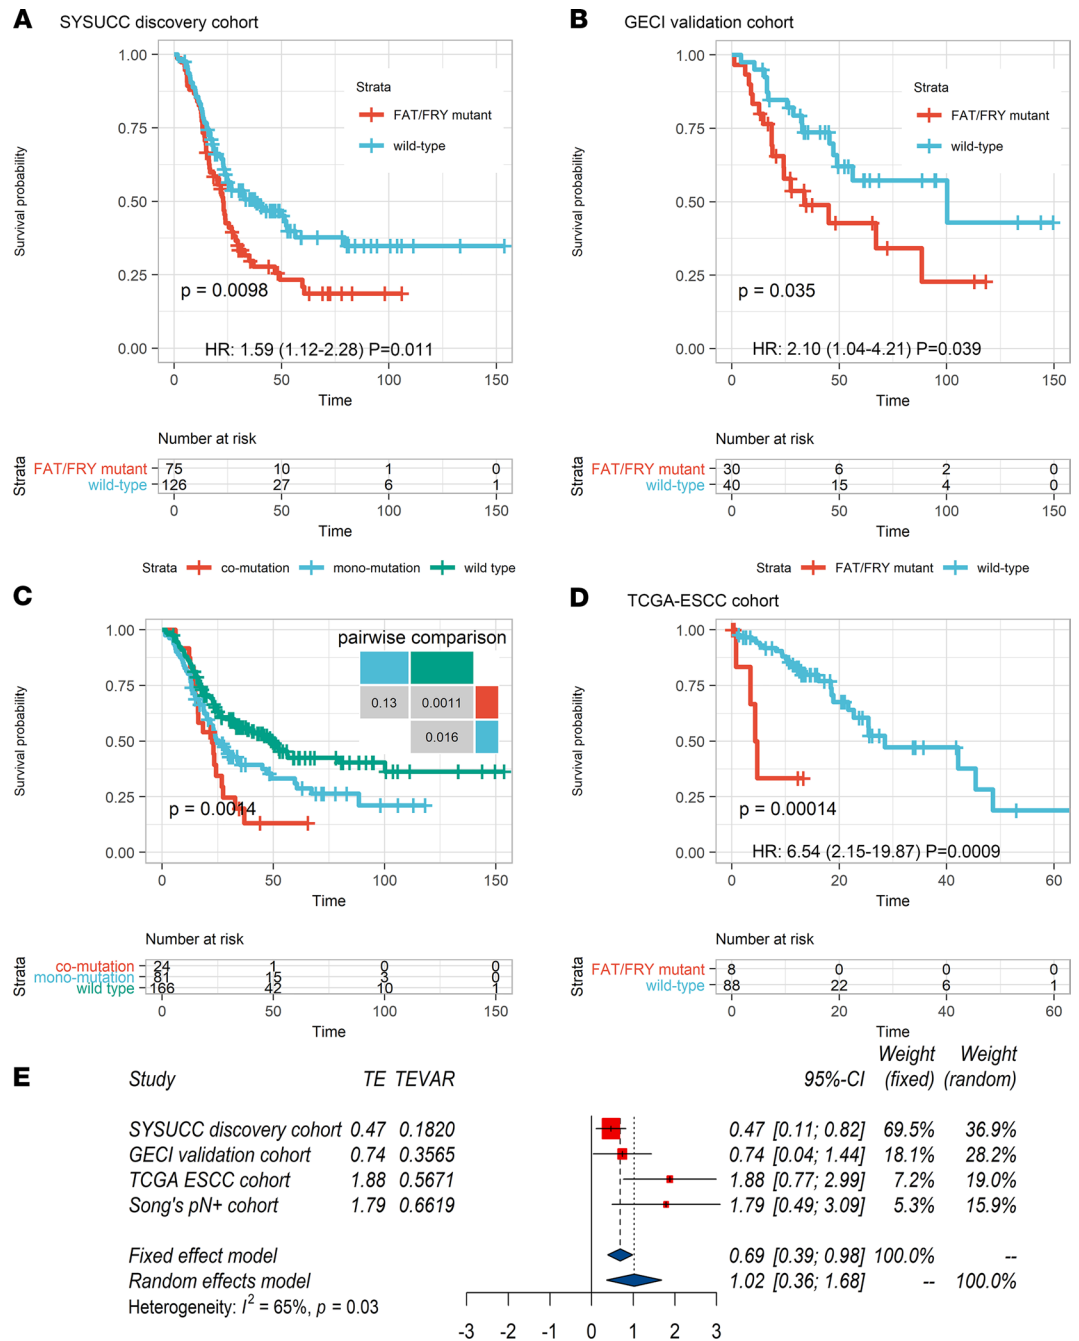 A SYSUCC discovery cohort
Survival probability
1.00
0.75
0.50
0.25
0.00
Strata
FAT/FRY mutant
wild-type
p = 0.0098
HR: 1.59 (1.12-2.28) P=0.011
0 50 100 150
Time
Number at risk
Strata
FAT/FRY mutant 75 10 1 0
wild-type 126 27 6 1
0 50 100 150
Time
B GECI validation cohort
Survival probability
1.00
0.75
0.50
0.25
0.00
Strata
FAT/FRY mutant
wild-type
p = 0.035
HR: 2.10 (1.04-4.21) P=0.039
0 50 100 150
Time
Number at risk
Strata
FAT/FRY mutant 30 6 2 0
wild-type 40 15 4 0
0 50 100 150
Time
Strata co-mutation mono-mutation wild type
C
Survival probability
1.00
0.75
0.50
0.25
0.00
pairwise comparison
0.13 0.0011
0.016
p = 0.0014
0 50 100 150
Time
Number at risk
Strata
co-mutation 24 1 0 0
mono-mutation 81 15 3 0
wild type 166 42 10 1
0 50 100 150
Time
Strata FAT/FRY mutant wild-type
D TCGA-ESCC cohort
Survival probability
1.00
0.75
0.50
0.25
0.00
p = 0.00014
HR: 6.54 (2.15-19.87) P=0.0009
0 20 40 60
Time
Number at risk
Strata
FAT/FRY mutant 8 0 0 0
wild-type 88 22 6 1
0 20 40 60
Time
E
Weight Weight
Study TE TEVAR 95%-CI (fixed) (random)
SYSUCC discovery cohort 0.47 0.1820 0.47 [0.11; 0.82] 69.5% 36.9%
GECI validation cohort 0.74 0.3565 0.74 [0.04; 1.44] 18.1% 28.2%
TCGA ESCC cohort 1.88 0.5671 1.88 [0.77; 2.99] 7.2% 19.0%
Song's pN+ cohort 1.79 0.6619 1.79 [0.49; 3.09] 5.3% 15.9%
Fixed effect model 0.69 [0.39; 0.98] 100.0% --
Random effects model 1.02 [0.36; 1.68] -- 100.0%
Heterogeneity: I² = 65%, p = 0.03
-3 -2 -1 0 1 2 3